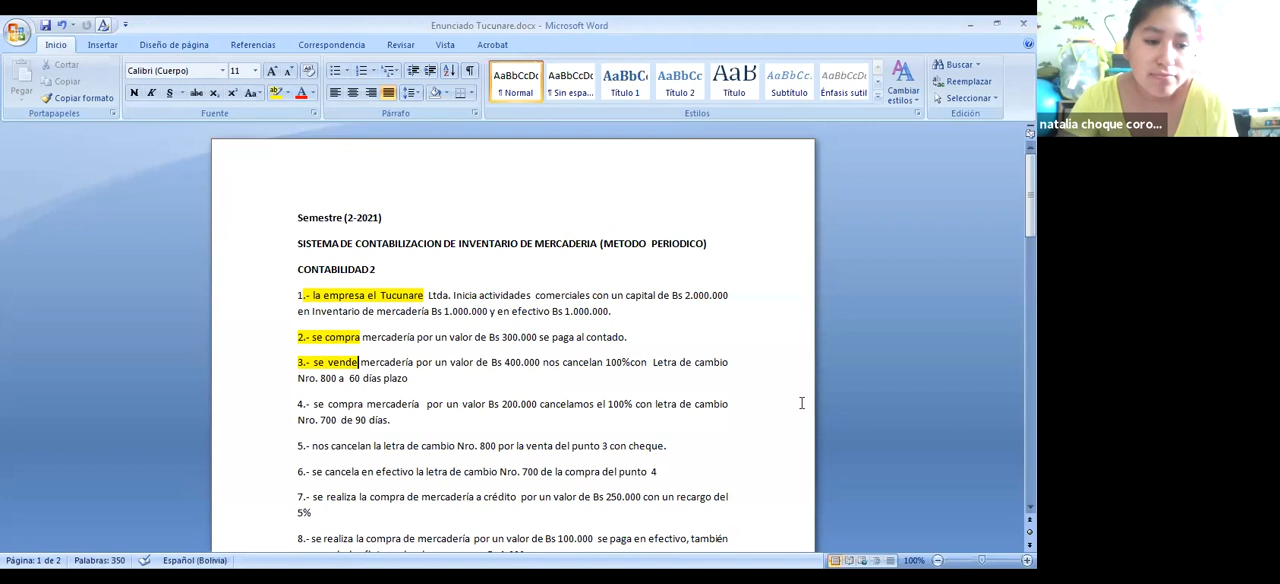 Enunciado Tucunare.docx - Microsoft Word
Inicio Insertar Diseño de página Referencias Correspondencia Revisar Vista Acrobat
Pegar
Cortar
Copiar
Copiar formato
Portapapeles
Calibri (Cuerpo) 11
N K S abc x₂ x² Aa
Fuente
Párrafo
AaBbCcDc AaBbCcDc AaBbC AaBbCc AaB AaBbCc. AaBbCcDc
¶ Normal ¶ Sin espa... Título 1 Título 2 Título Subtítulo Énfasis sutil
Cambiar
estilos
Estilos
Buscar
Reemplazar
Seleccionar
Edición
natalia choque coro...
Semestre (2-2021)
SISTEMA DE CONTABILIZACION DE INVENTARIO DE MERCADERIA (METODO PERIODICO)
CONTABILIDAD 2
1.- la empresa el Tucunare Ltda. Inicia actividades comerciales con un capital de Bs 2.000.000
en Inventario de mercadería Bs 1.000.000 y en efectivo Bs 1.000.000.
2.- se compra mercadería por un valor de Bs 300.000 se paga al contado.
3.- se vende mercadería por un valor de Bs 400.000 nos cancelan 100%con Letra de cambio
Nro. 800 a 60 días plazo
4.- se compra mercadería por un valor Bs 200.000 cancelamos el 100% con letra de cambio
Nro. 700 de 90 días.
5.- nos cancelan la letra de cambio Nro. 800 por la venta del punto 3 con cheque.
6.- se cancela en efectivo la letra de cambio Nro. 700 de la compra del punto 4
7.- se realiza la compra de mercadería a crédito por un valor de Bs 250.000 con un recargo del
5%
8.- se realiza la compra de mercadería por un valor de Bs 100.000 se paga en efectivo, también
Página: 1 de 2 Palabras: 350 Español (Bolivia) 100%